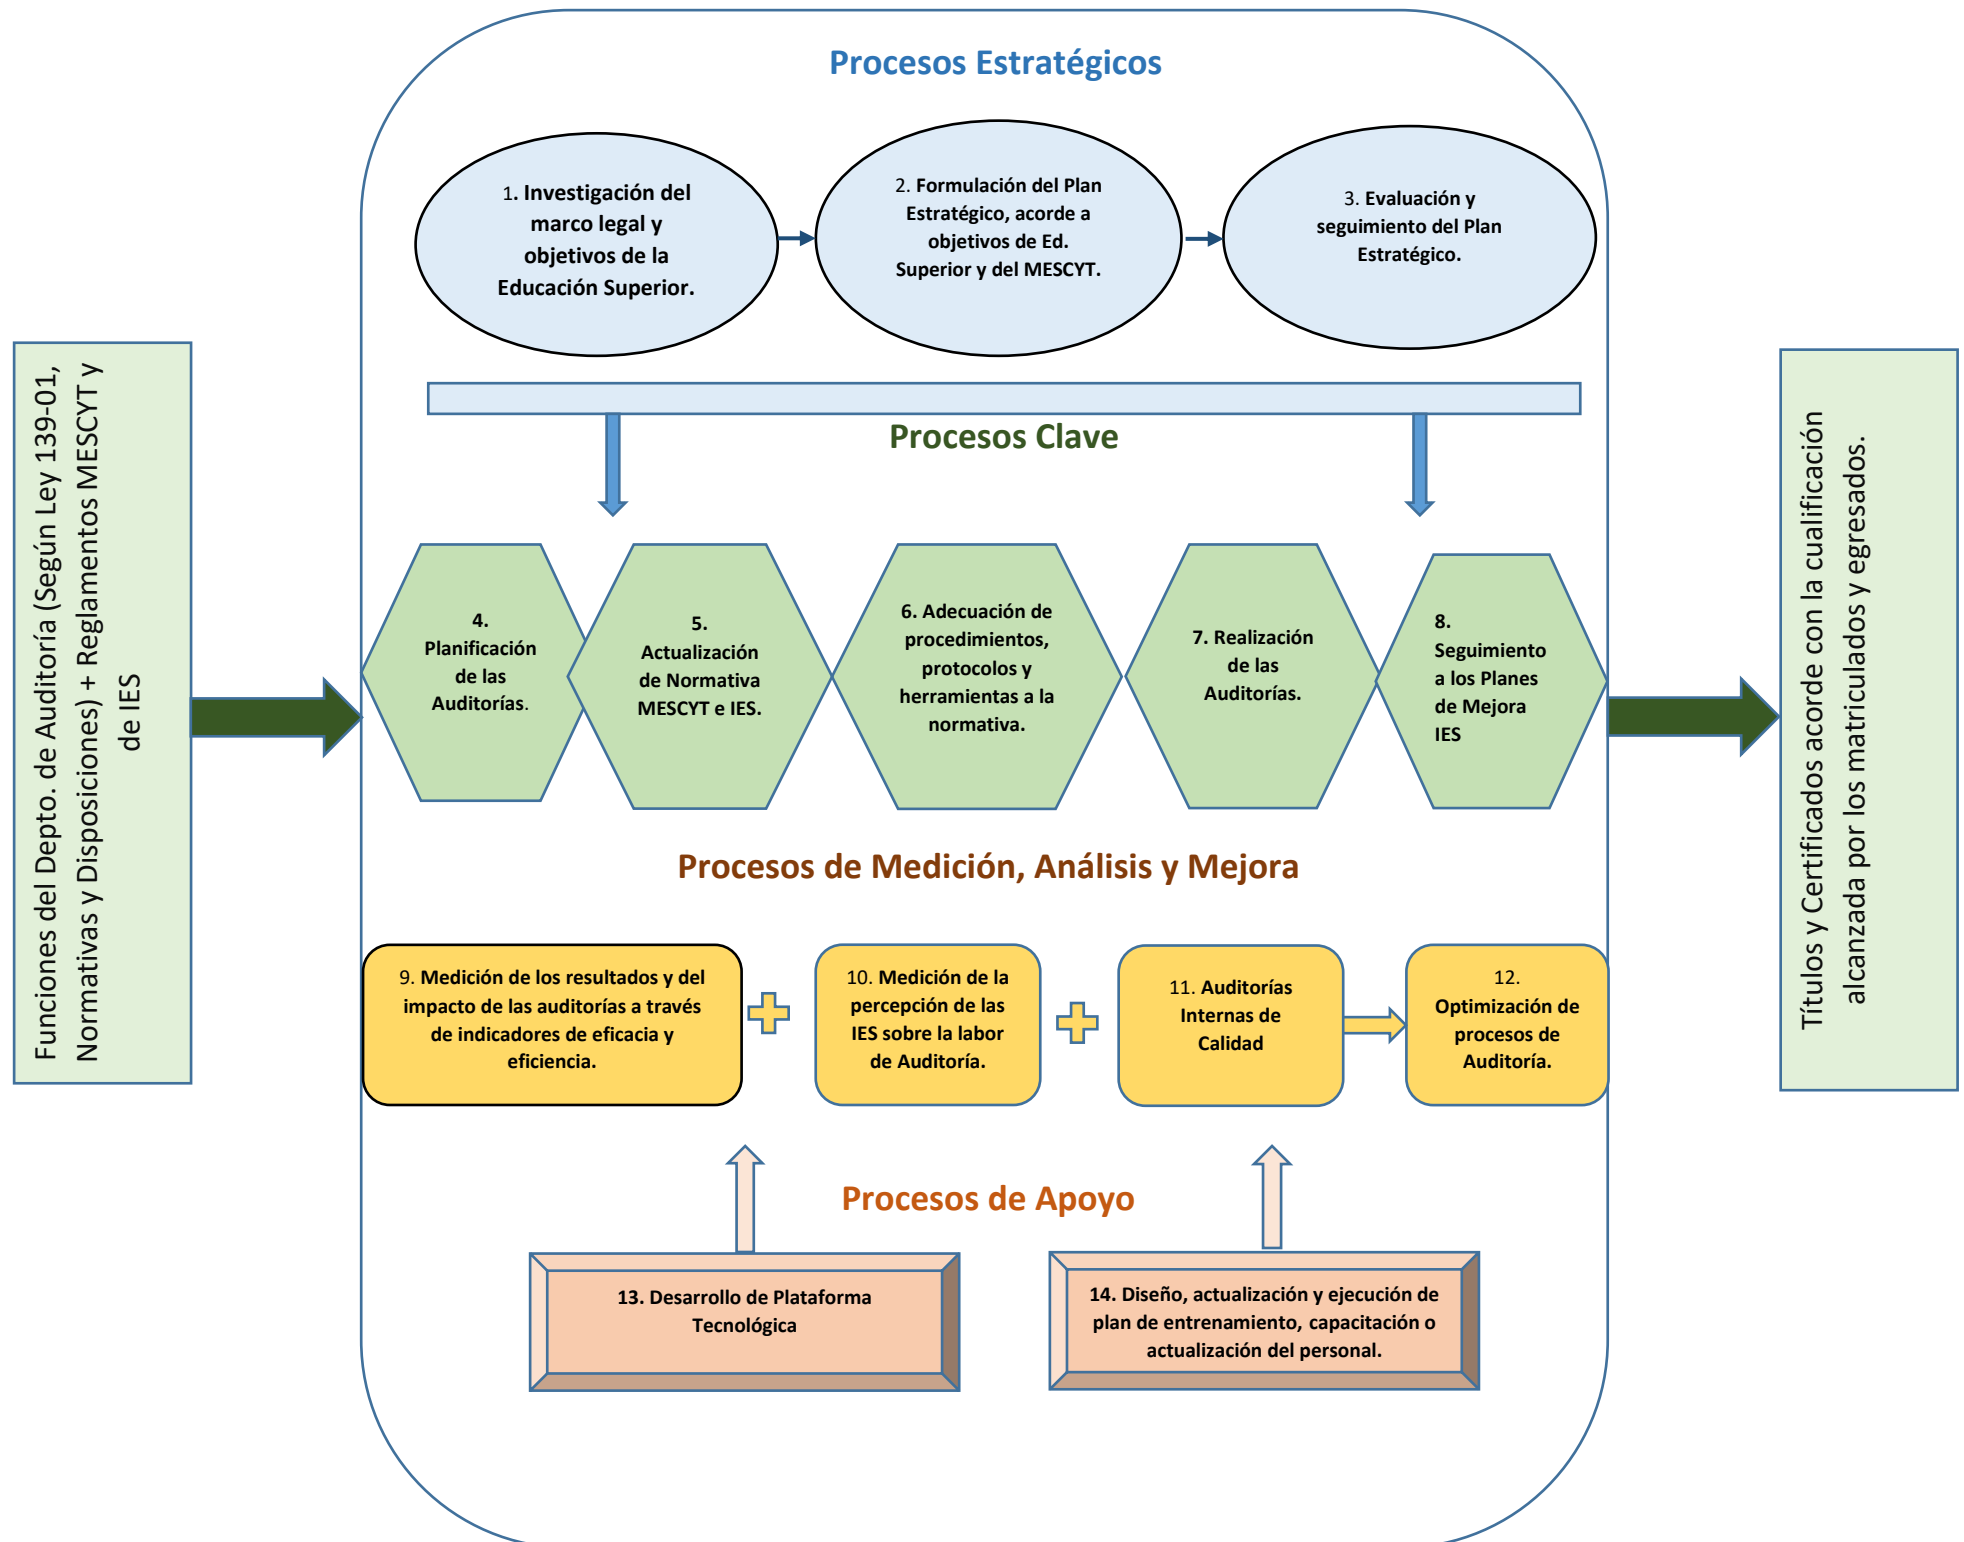 Procesos Estratégicos
1. Investigación del
marco legal y
objetivos de la
Educación Superior.
2. Formulación del Plan
Estratégico, acorde a
objetivos de Ed.
Superior y del MESCYT.
3. Evaluación y
seguimiento del Plan
Estratégico.
Funciones del Depto. de Auditoría (Según Ley 139-01,
Normativas y Disposiciones) + Reglamentos MESCYT y
de IES
Procesos Clave
4.
Planificación
de las
Auditorías.
5.
Actualización
de Normativa
MESCYT e IES.
6. Adecuación de
procedimientos,
protocolos y
herramientas a la
normativa.
7. Realización
de las
Auditorías.
8.
Seguimiento
a los Planes
de Mejora
IES
Títulos y Certificados acorde con la cualificación
alcanzada por los matriculados y egresados.
Procesos de Medición, Análisis y Mejora
9. Medición de los resultados y del
impacto de las auditorías a través
de indicadores de eficacia y
eficiencia.
10. Medición de la
percepción de las
IES sobre la labor
de Auditoría.
11. Auditorías
Internas de
Calidad
12.
Optimización de
procesos de
Auditoría.
Procesos de Apoyo
13. Desarrollo de Plataforma
Tecnológica
14. Diseño, actualización y ejecución de
plan de entrenamiento, capacitación o
actualización del personal.